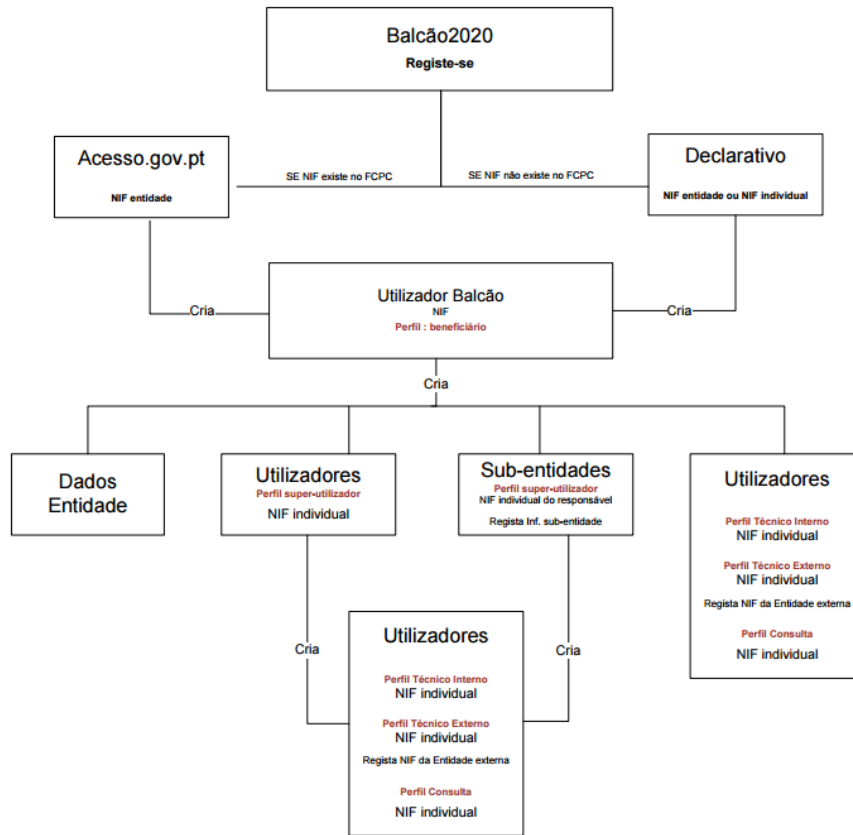 Balcão2020
Registe-se
Acesso.gov.pt
NIF entidade
SE NIF existe no FCPC
SE NIF não existe no FCPC
Declarativo
NIF entidade ou NIF individual
Cria
Utilizador Balcão
NIF
Perfil : beneficiário
Cria
Cria
Dados
Entidade
Utilizadores
Perfil super-utilizador
NIF individual
Sub-entidades
Perfil super-utilizador
NIF individual do responsável
Regista Inf. sub-entidade
Utilizadores
Perfil Técnico Interno
NIF individual
Perfil Técnico Externo
NIF individual
Regista NIF da Entidade externa
Perfil Consulta
NIF individual
Cria
Cria
Utilizadores
Perfil Técnico Interno
NIF individual
Perfil Técnico Externo
NIF individual
Regista NIF da Entidade externa
Perfil Consulta
NIF individual